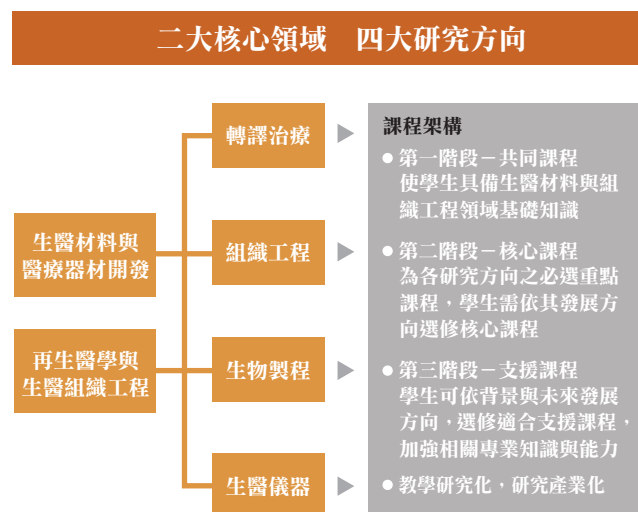 二大核心領域　四大研究方向
生醫材料與
醫療器材開發
再生醫學與
生醫組織工程
轉譯治療
組織工程
生物製程
生醫儀器
課程架構
● 第一階段－共同課程
使學生具備生醫材料與組
織工程領域基礎知識
● 第二階段－核心課程
為各研究方向之必選重點
課程，學生需依其發展方
向選修核心課程
● 第三階段－支援課程
學生可依背景與未來發展
方向，選修適合支援課程，
加強相關專業知識與能力
● 教學研究化，研究產業化